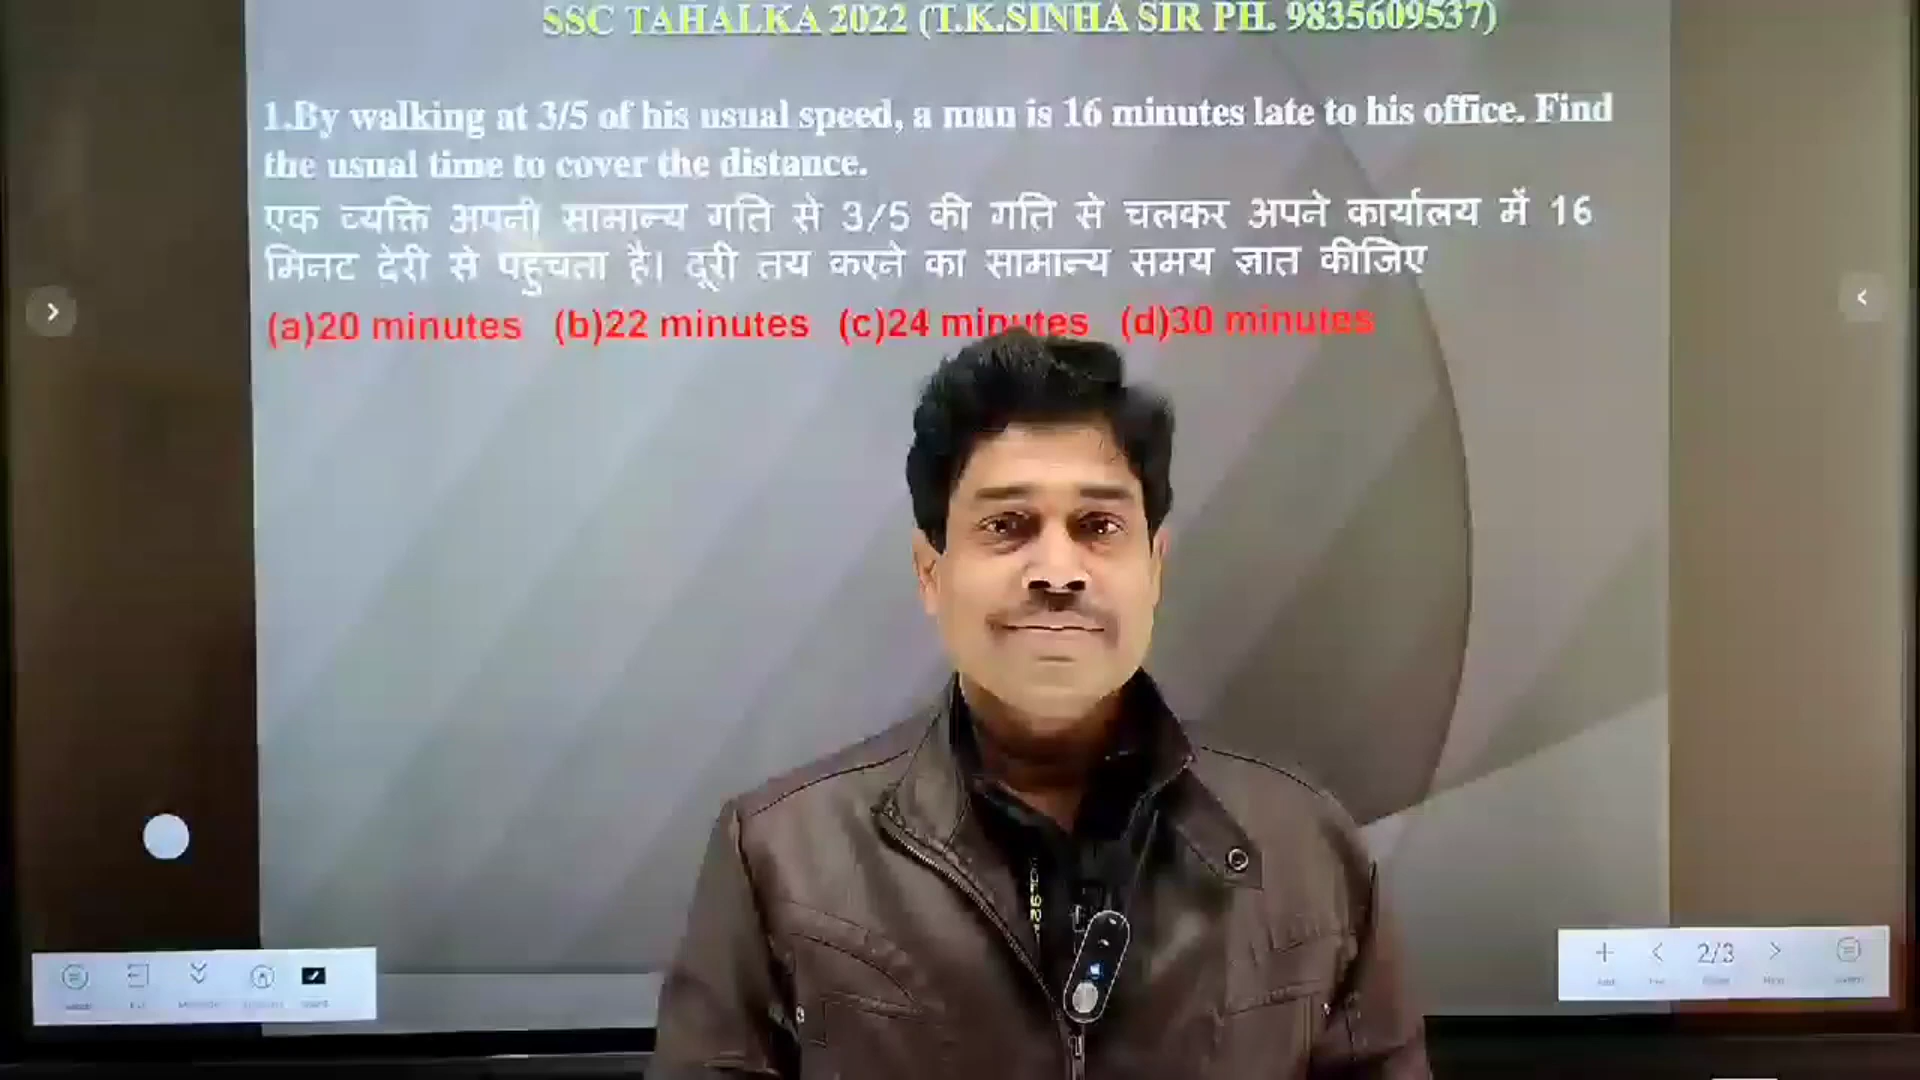 SSC TAHALKA 2022 (T.K.SINHA SIR PH. 9835609537)
1.By walking at 3/5 of his usual speed, a man is 16 minutes late to his office. Find
the usual time to cover the distance.
एक व्यक्ति अपनी सामान्य गति से 3/5 की गति से चलकर अपने कार्यालय में 16
मिनट देरी से पहुचता है। दूरी तय करने का सामान्य समय ज्ञात कीजिए
(a)20 minutes (b)22 minutes (c)24 minutes (d)30 minutes
2/3